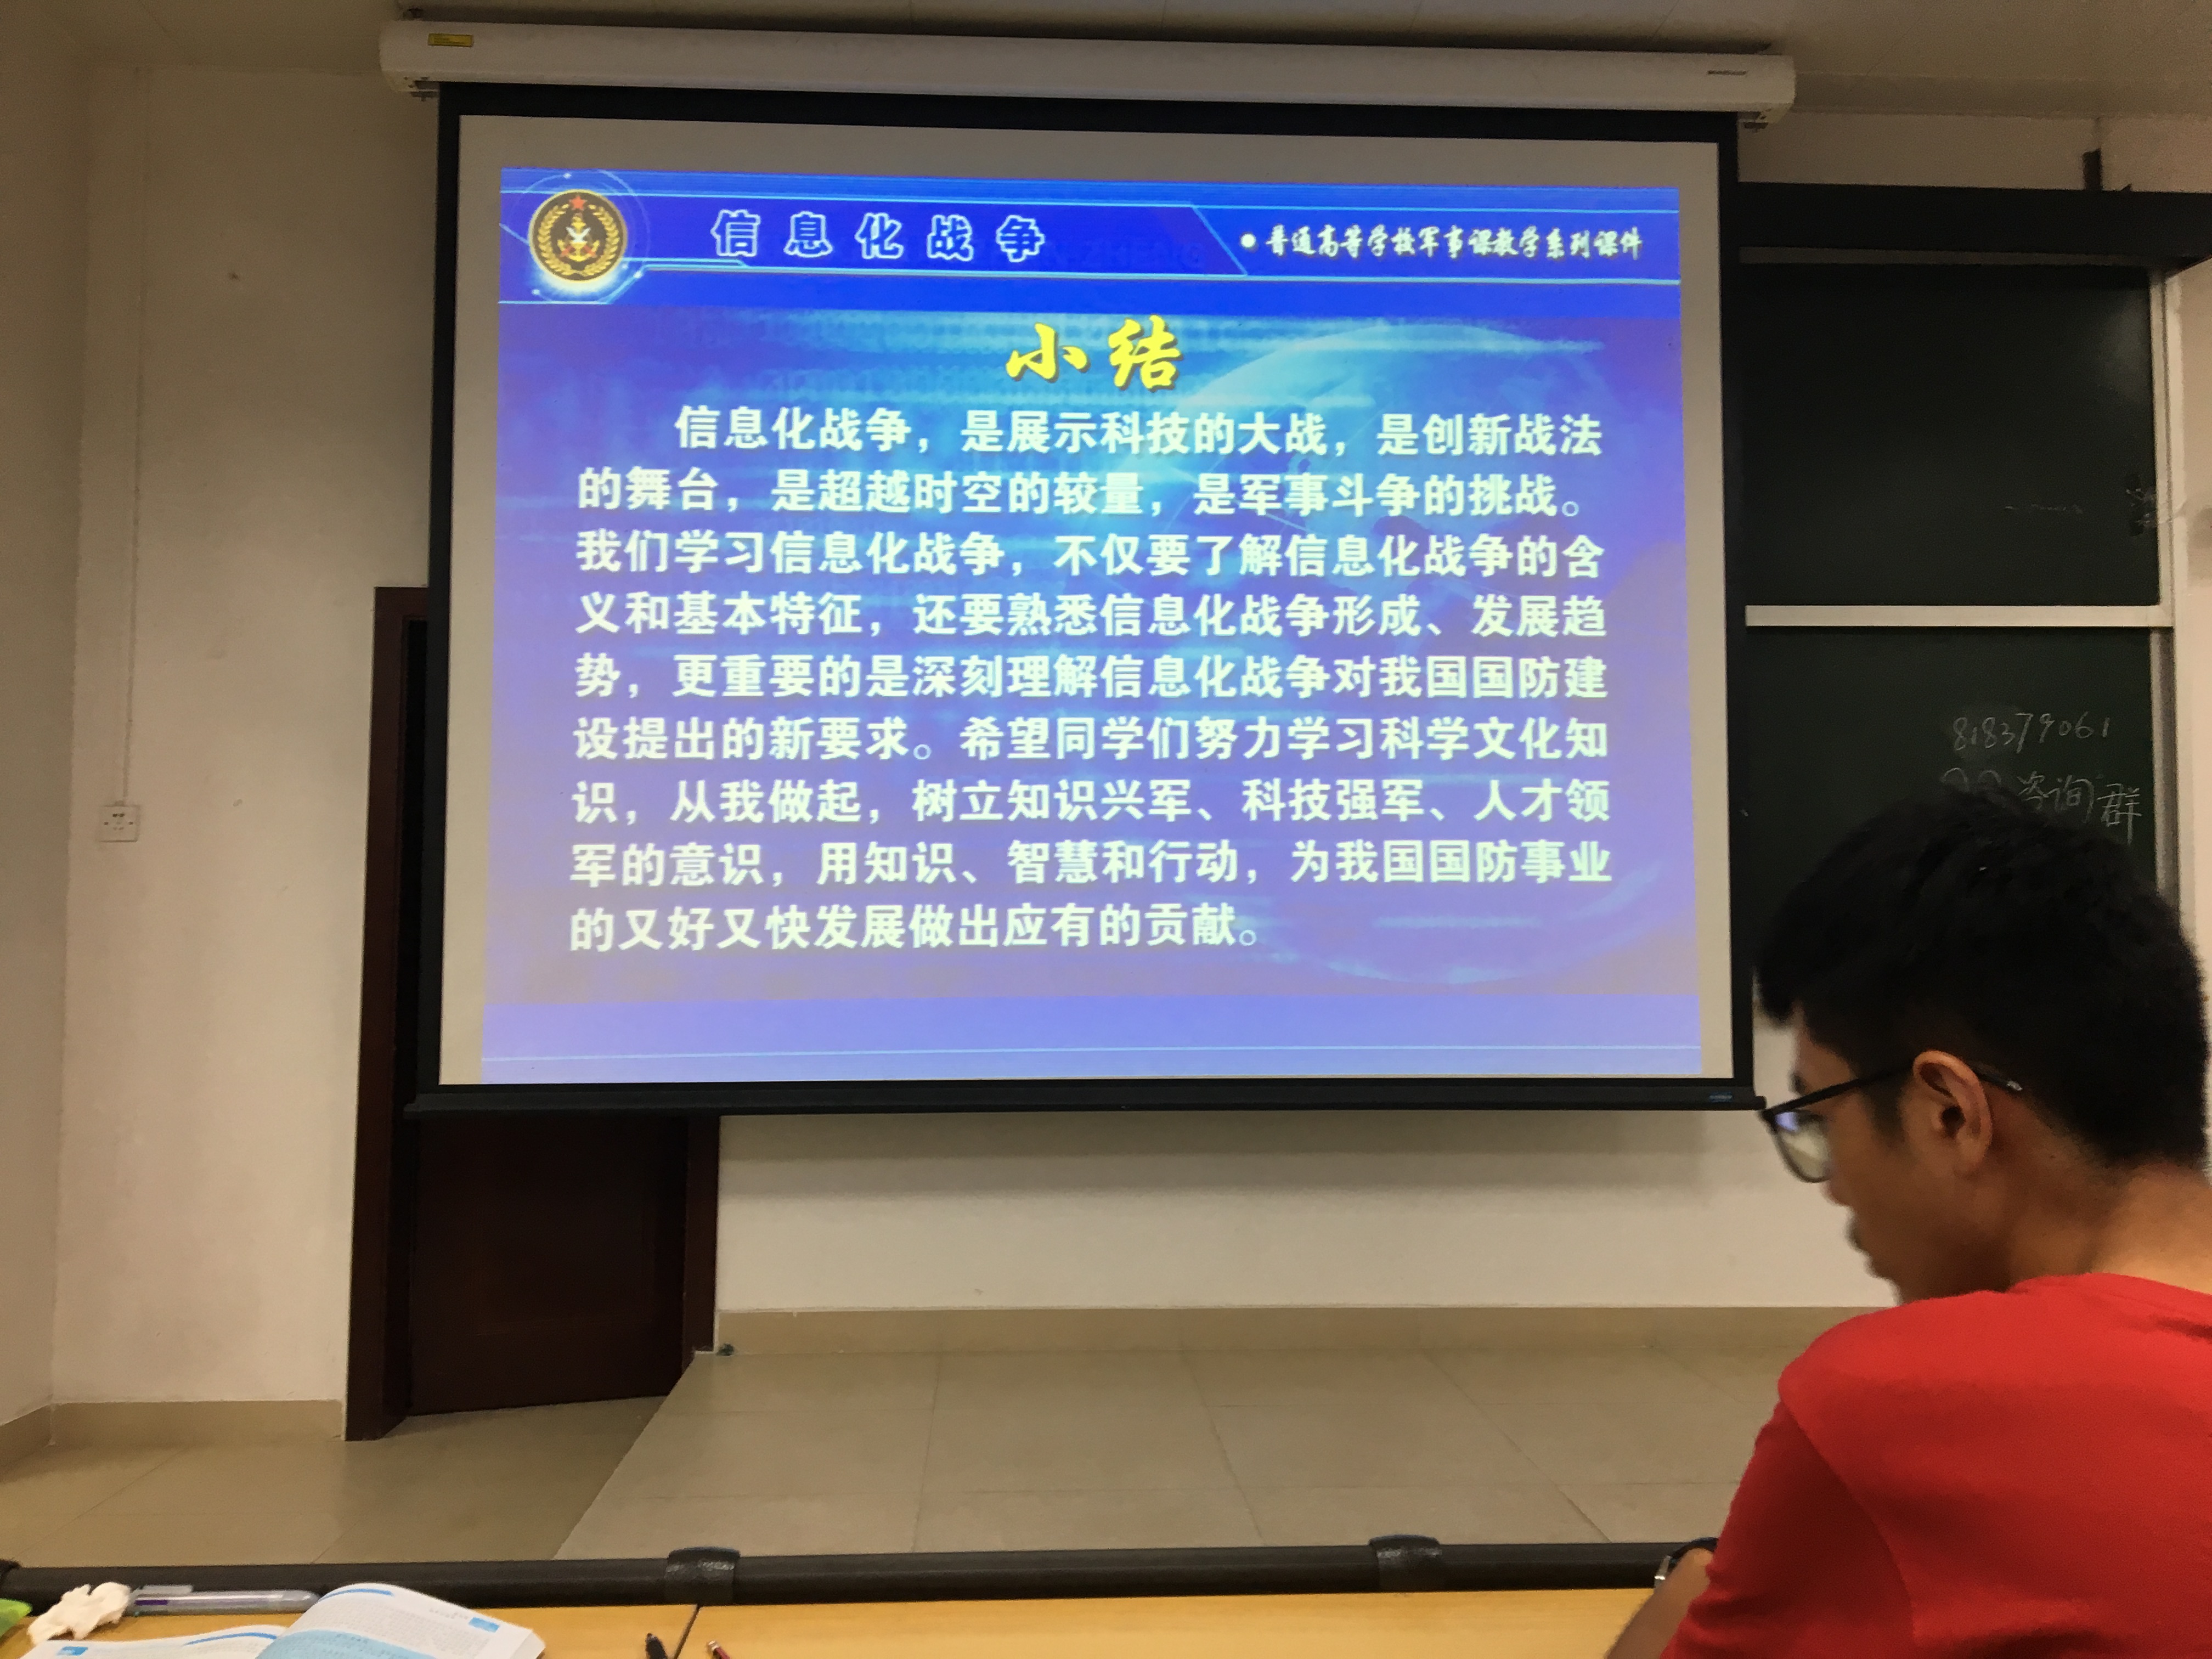 信息化战争
•普通高等学校军事课教学系列课件
小结
信息化战争，是展示科技的大战，是创新战法
的舞台，是超越时空的较量，是军事斗争的挑战。
我们学习信息化战争，不仅要了解信息化战争的含
义和基本特征，还要熟悉信息化战争形成、发展趋
势，更重要的是深刻理解信息化战争对我国国防建
设提出的新要求。希望同学们努力学习科学文化知
识，从我做起，树立知识兴军、科技强军、人才领
军的意识，用知识、智慧和行动，为我国国防事业
的又好又快发展做出应有的贡献。
818379061
QQ咨询群